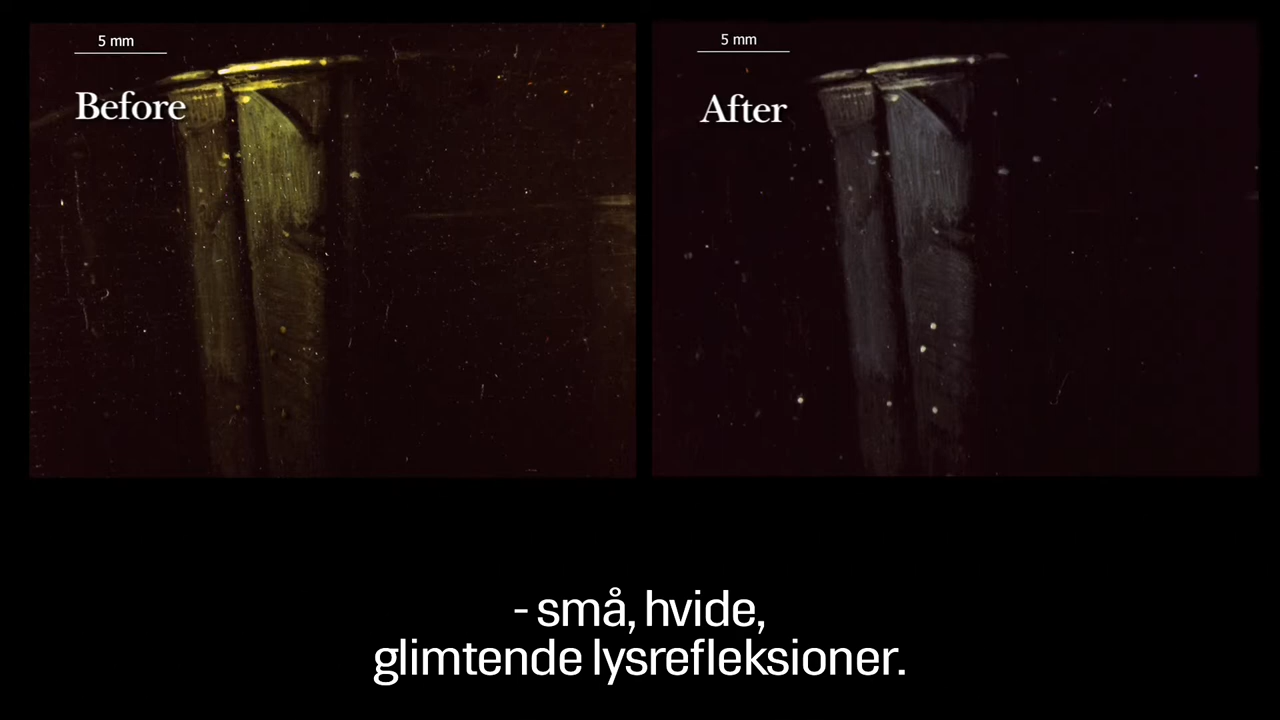 5 mm
Before
5 mm
After
- små, hvide,
glimtende lysrefleksioner.